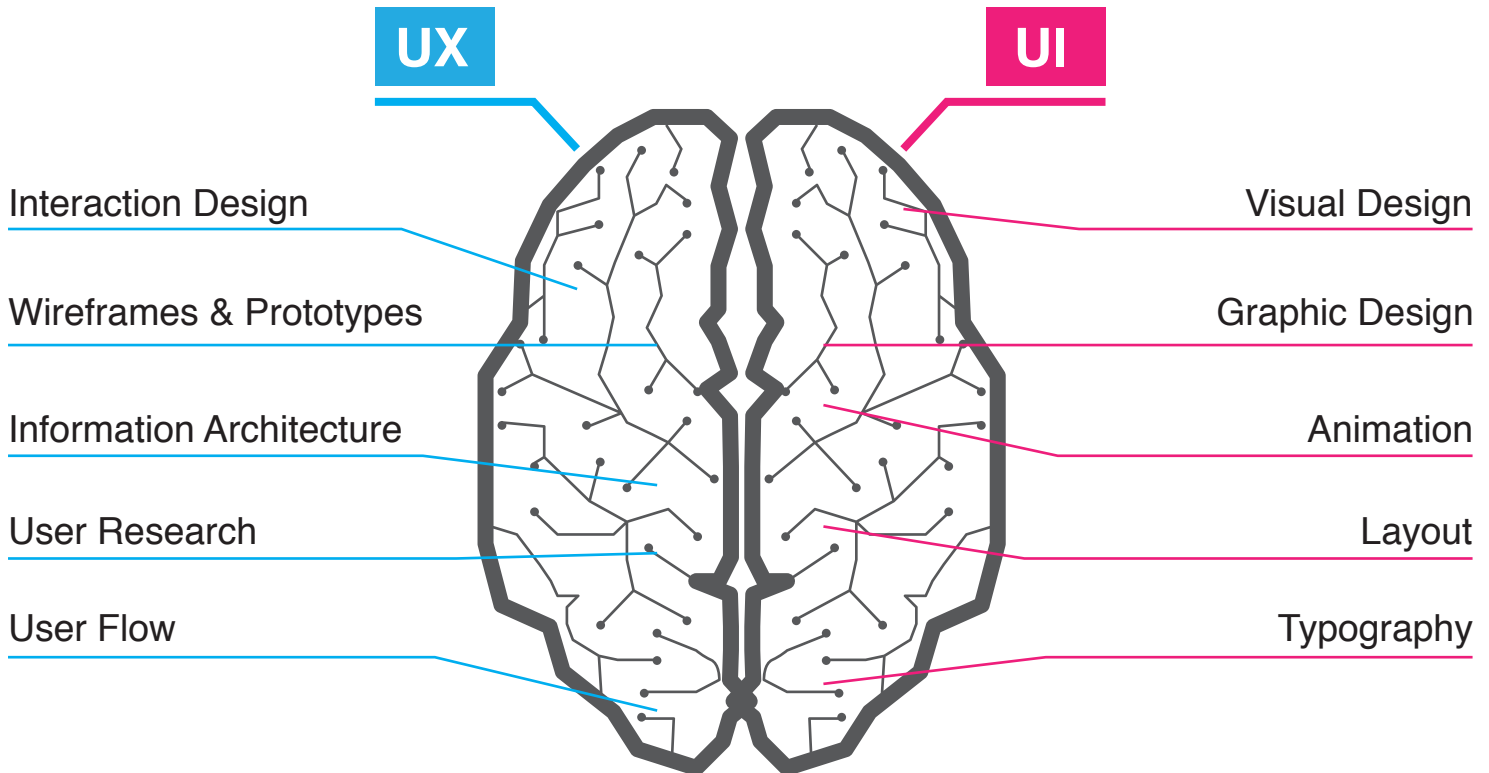 UX
UI
Interaction Design
Wireframes & Prototypes
Information Architecture
User Research
User Flow
Visual Design
Graphic Design
Animation
Layout
Typography